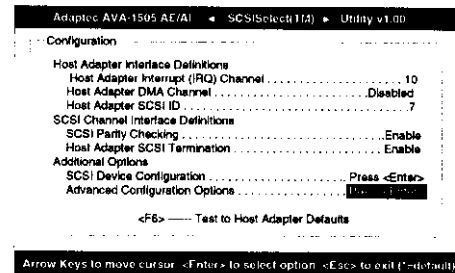 Adaptec AVA-1505 AE/AI ◄ SCSISelect(TM) ► Utility v1.00
Configuration
Host Adapter Interface Definitions
Host Adapter Interrupt (IRQ) Channel ........................ 10
Host Adapter DMA Channel ........................ Disabled
Host Adapter SCSI ID ........................ 7
SCSI Channel Interface Definitions
SCSI Parity Checking ........................ Enable
Host Adapter SCSI Termination ........................ Enable
Additional Options
SCSI Device Configuration ........................ Press <Enter>
Advanced Configuration Options ........................
<F6> —— Test to Host Adapter Defaults
Arrow Keys to move cursor <Enter> to select option <Esc> to exit (*=default)